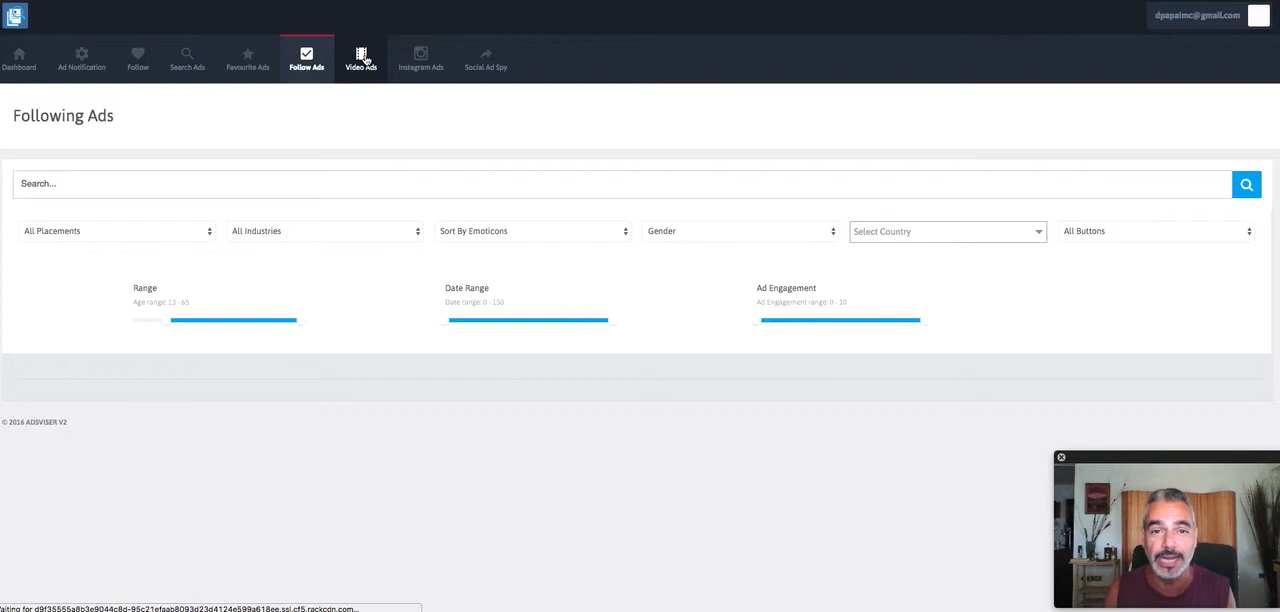 dpapaimc@gmail.com
Dashboard
Ad Notification
Follow
Search Ads
Favourite Ads
Follow Ads
Video Ads
Instagram Ads
Social Ad Spy
Following Ads
Search...
All Placements
All Industries
Sort By Emoticons
Gender
Select Country
All Buttons
Range
Date Range
Ad Engagement
Age range: 13 - 65
Date range: 0 - 150
Ad Engagement range: 0 - 10
© 2016 ADSVISER V2